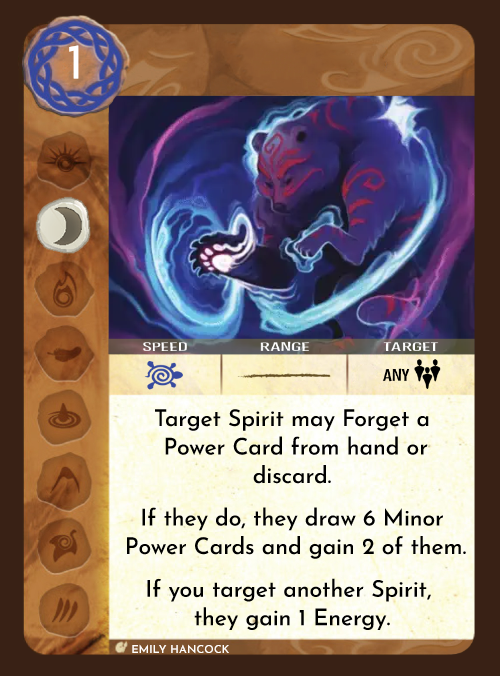 1
SPEED RANGE TARGET
ANY
Target Spirit may Forget a
Power Card from hand or
discard.
If they do, they draw 6 Minor
Power Cards and gain 2 of them.
If you target another Spirit,
they gain 1 Energy.
EMILY HANCOCK